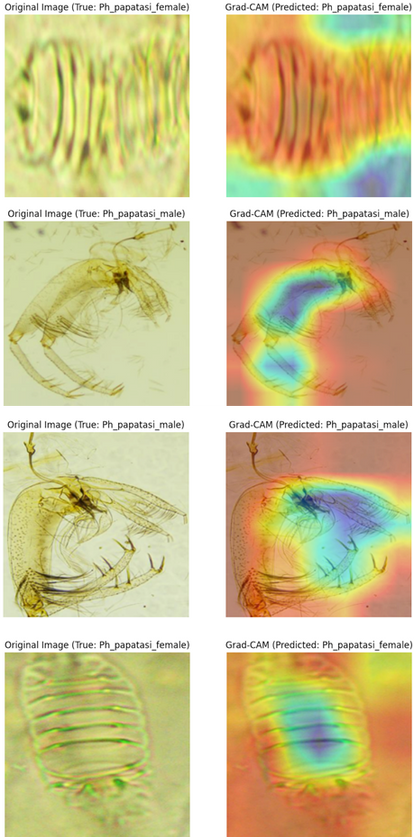 Original Image (True: Ph_papatasi_female)
Grad-CAM (Predicted: Ph_papatasi_female)
Original Image (True: Ph_papatasi_male)
Grad-CAM (Predicted: Ph_papatasi_male)
Original Image (True: Ph_papatasi_male)
Grad-CAM (Predicted: Ph_papatasi_male)
Original Image (True: Ph_papatasi_female)
Grad-CAM (Predicted: Ph_papatasi_female)